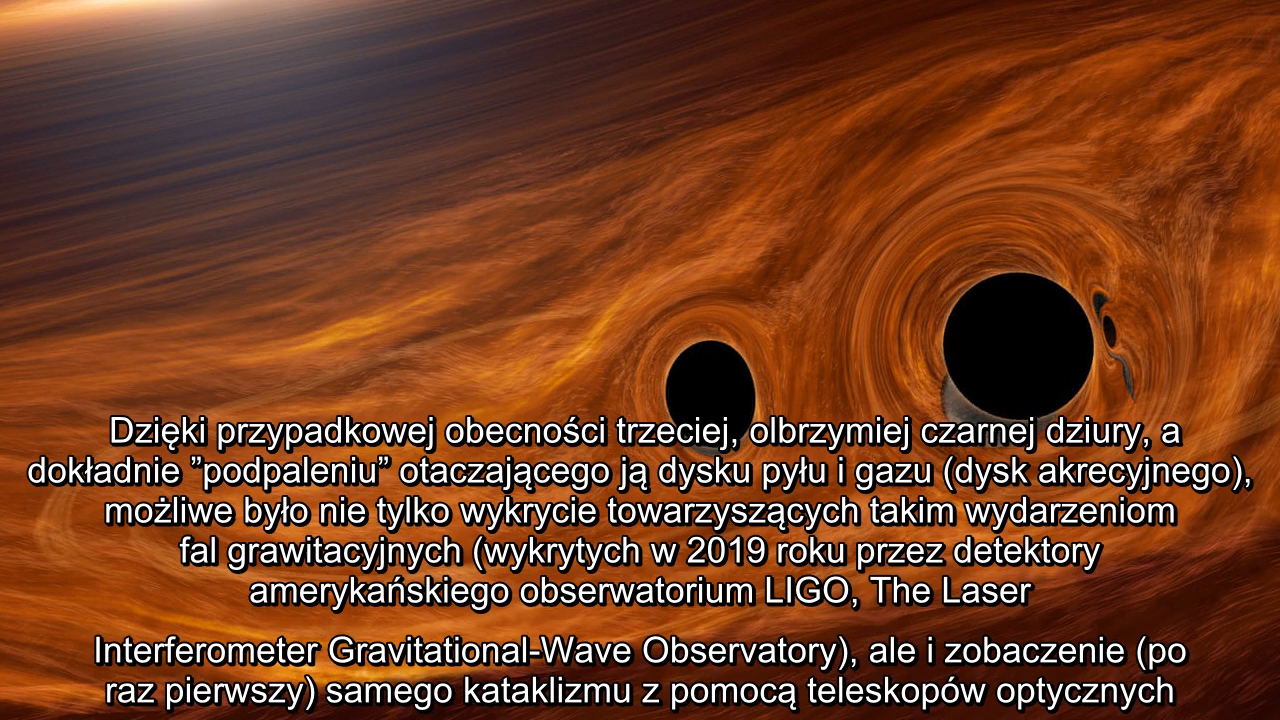 Dzięki przypadkowej obecności trzeciej, olbrzymiej czarnej dziury, a
dokładnie ”podpaleniu” otaczającego ją dysku pyłu i gazu (dysk akrecyjnego),
możliwe było nie tylko wykrycie towarzyszących takim wydarzeniom
fal grawitacyjnych (wykrytych w 2019 roku przez detektory
amerykańskiego obserwatorium LIGO, The Laser
Interferometer Gravitational-Wave Observatory), ale i zobaczenie (po
raz pierwszy) samego kataklizmu z pomocą teleskopów optycznych